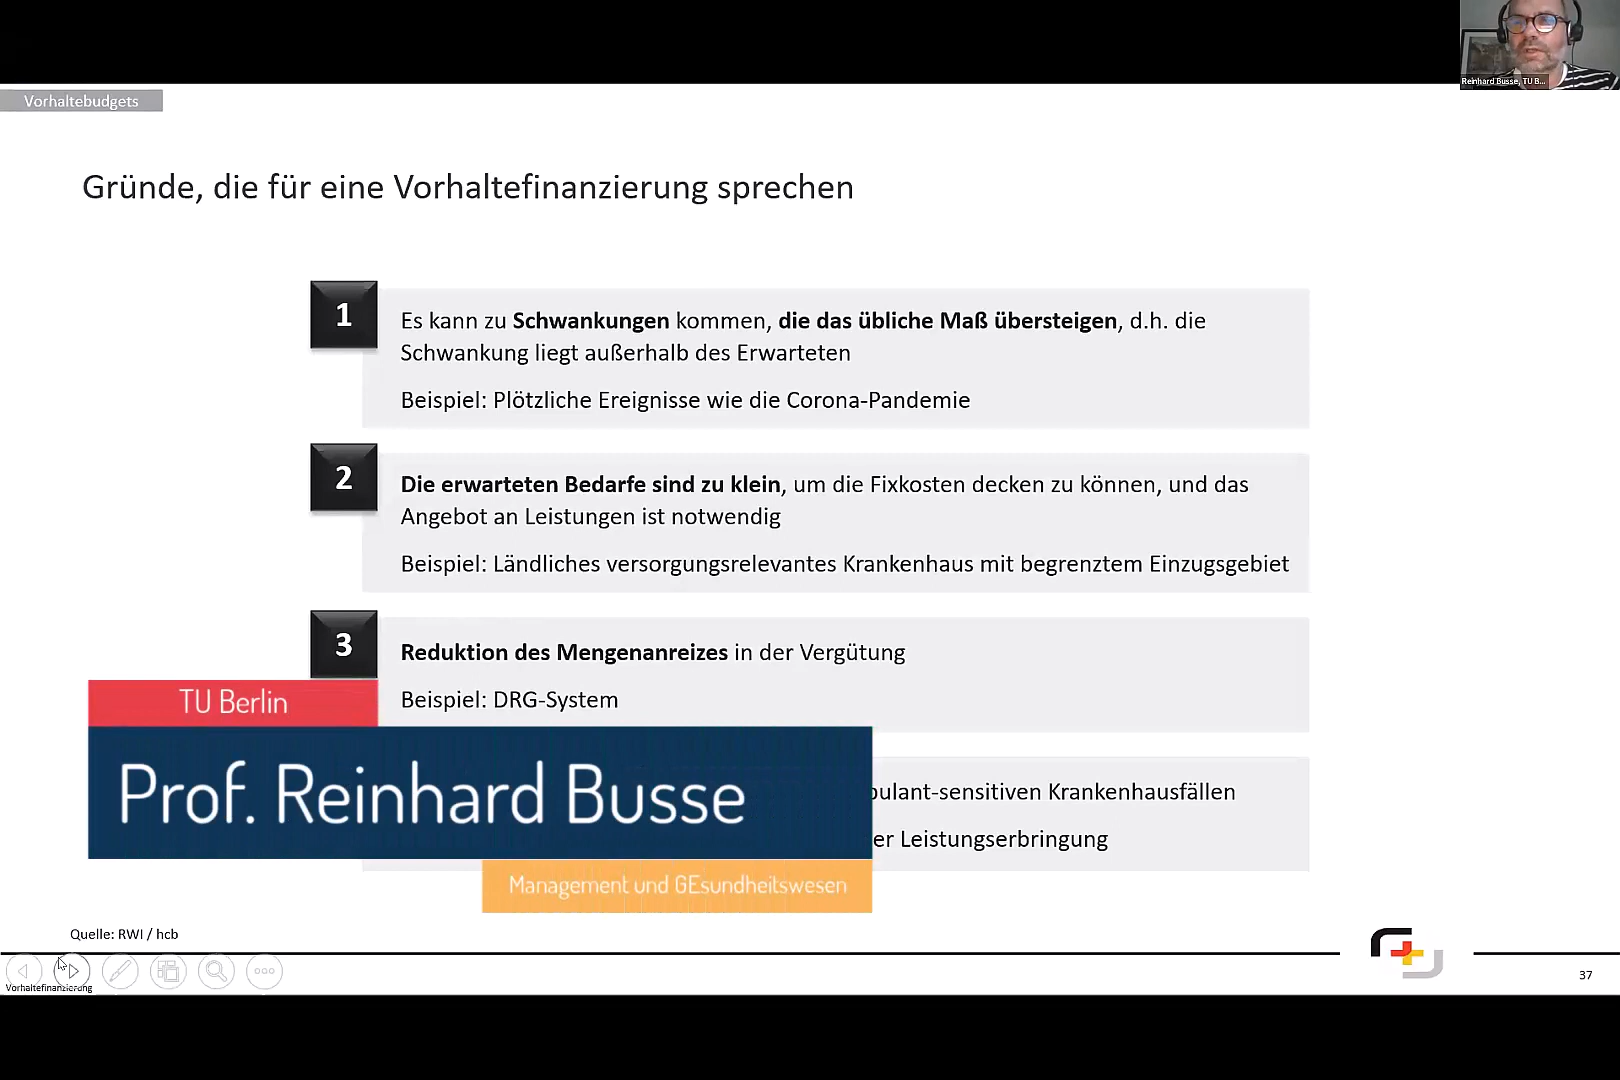 Reinhard Busse, TU B...
Vorhaltebudgets
Gründe, die für eine Vorhaltefinanzierung sprechen
1
Es kann zu Schwankungen kommen, die das übliche Maß übersteigen, d.h. die
Schwankung liegt außerhalb des Erwarteten
Beispiel: Plötzliche Ereignisse wie die Corona-Pandemie
2
Die erwarteten Bedarfe sind zu klein, um die Fixkosten decken zu können, und das
Angebot an Leistungen ist notwendig
Beispiel: Ländliches versorgungsrelevantes Krankenhaus mit begrenztem Einzugsgebiet
3
Reduktion des Mengenanreizes in der Vergütung
Beispiel: DRG-System
bulant-sensitiven Krankenhausfällen
er Leistungserbringung
TU Berlin
Prof. Reinhard Busse
Management und GEsundheitswesen
Quelle: RWI / hcb
Vorhaltefinanzierung
37